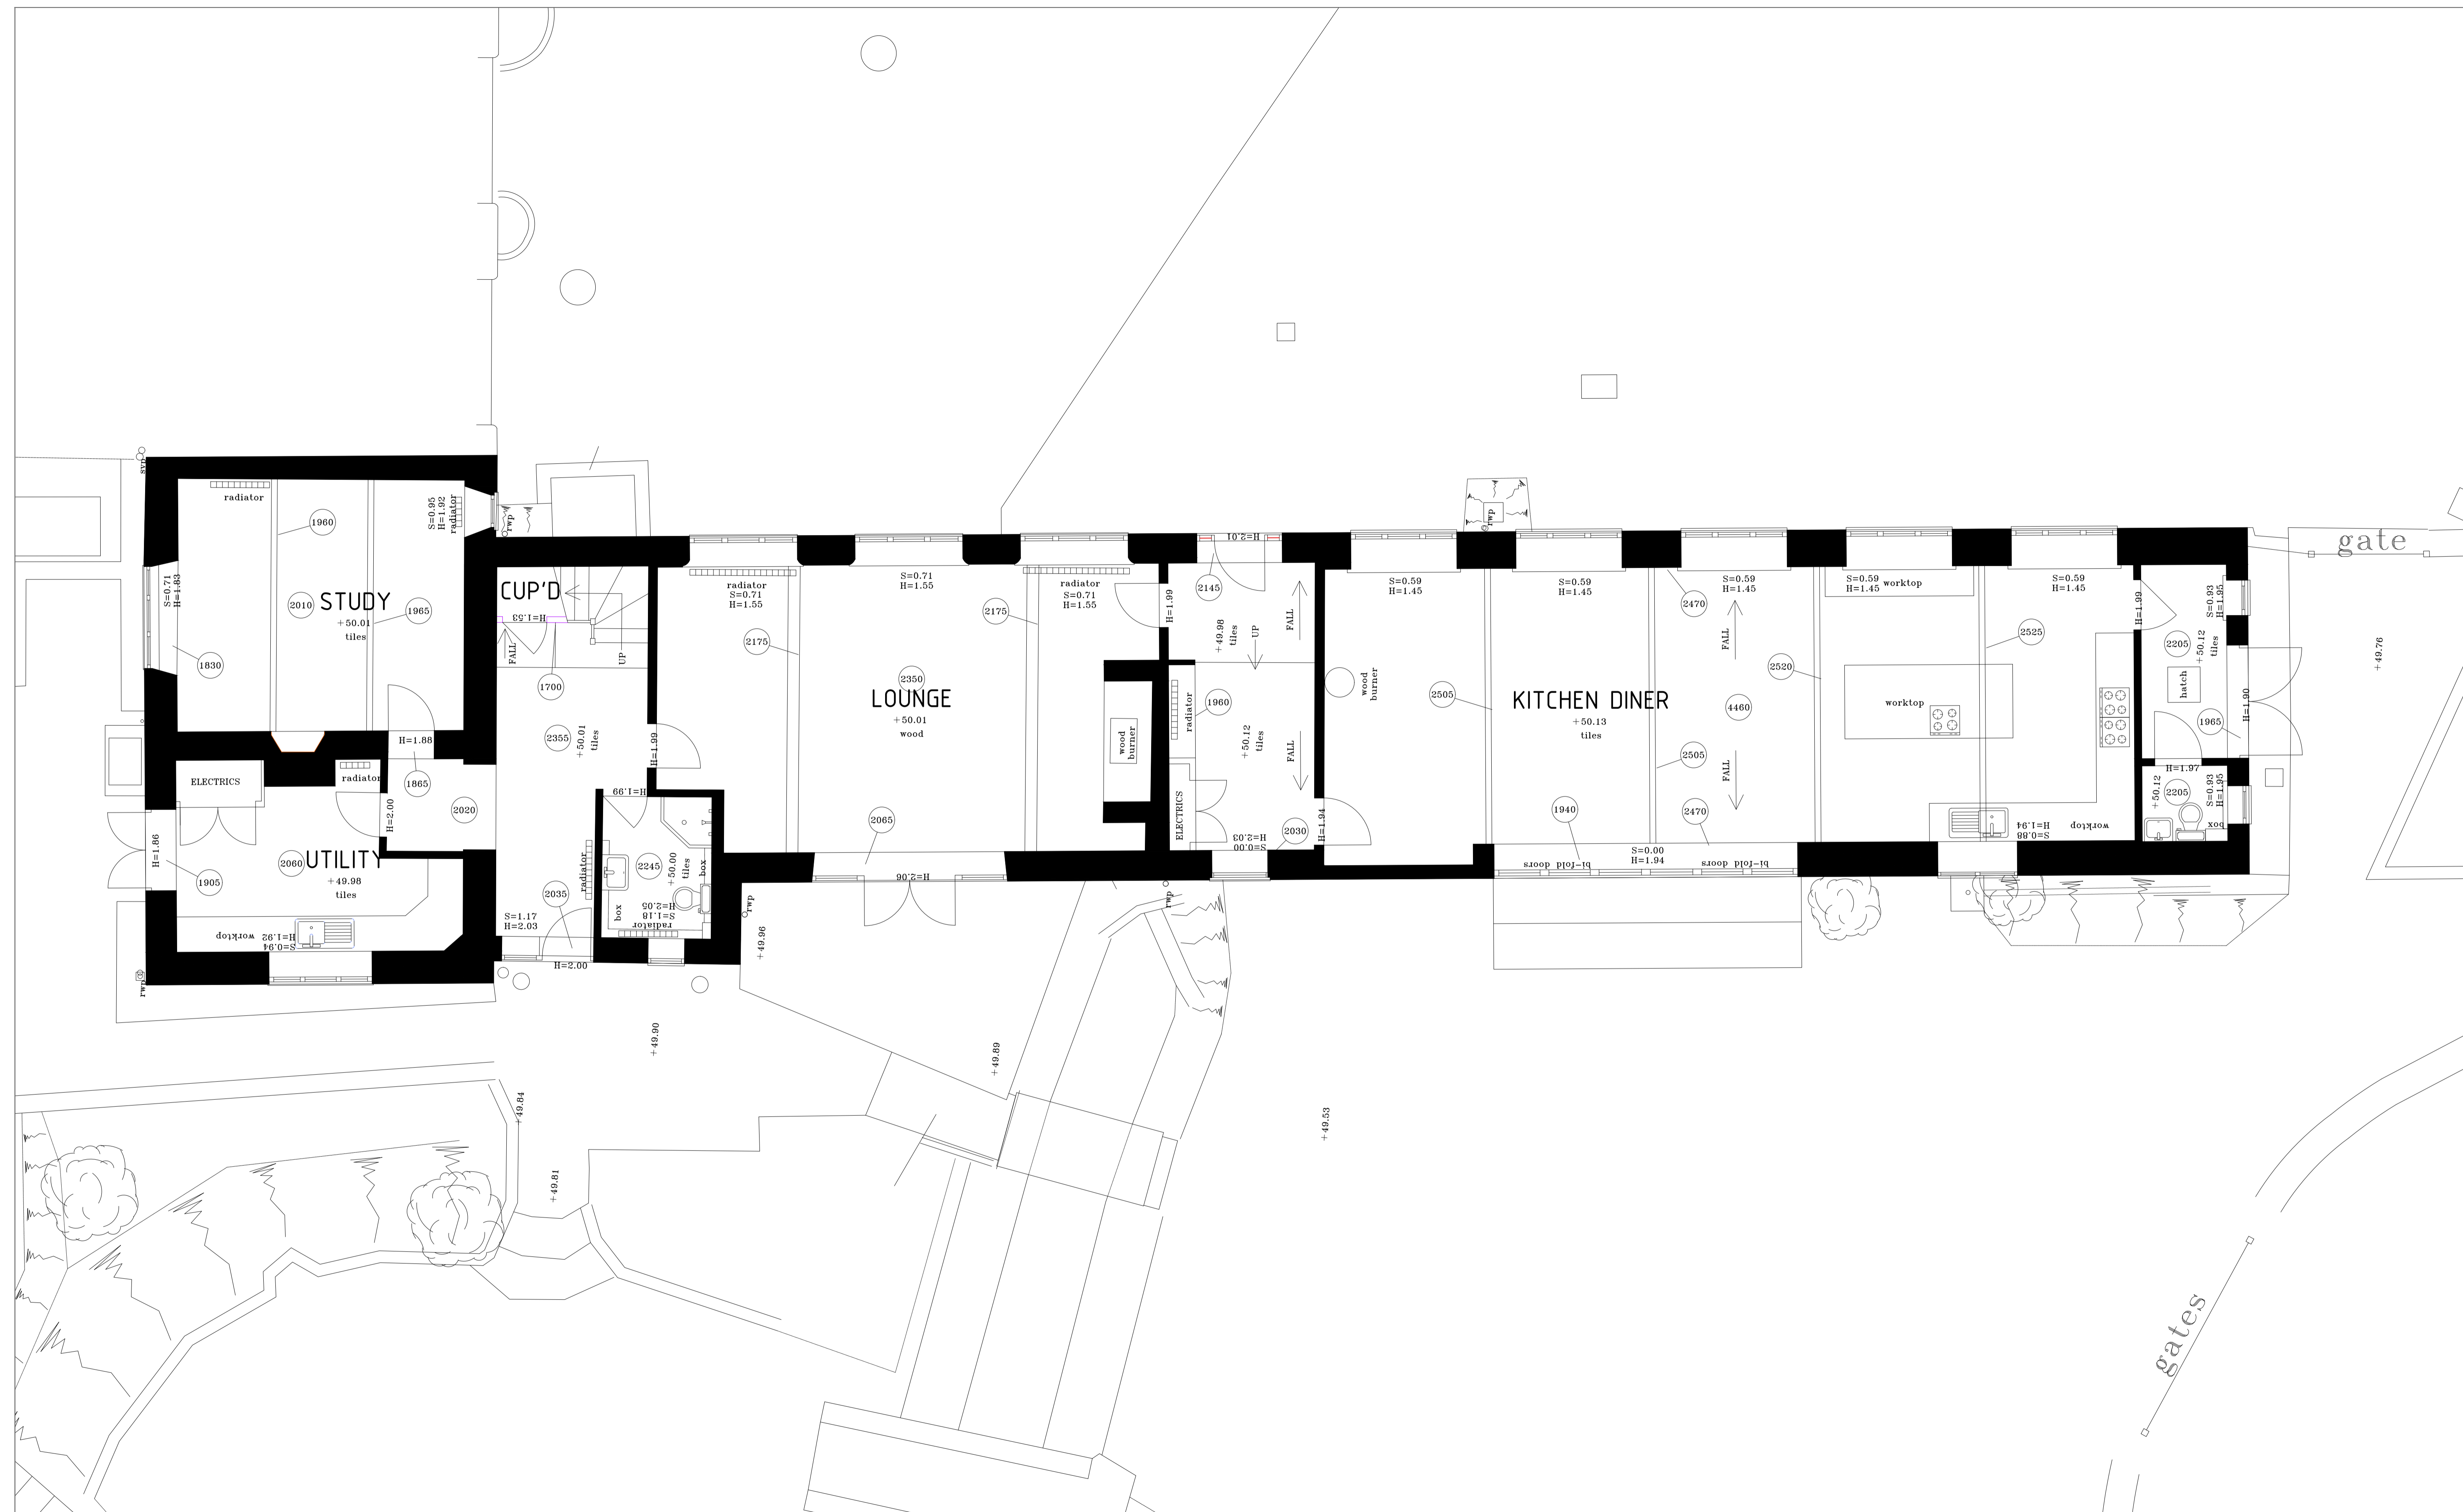 svp
radiator
1960
S=0.95
H=1.92
radiator
rwp
S=0.71
H=1.83
2010
STUDY
+50.01
tiles
1965
1830
H=1.88
1865
ELECTRICS
radiator
H=2.00
2020
H=1.86
1905
2060
UTILITY
+49.98
tiles
worktop
H=1.92
S=0.94
rwp
CUP'D
H=1.53
FALL
UP
1700
2355
+50.01
tiles
H=1.99
H=1.99
radiator
2035
S=1.17
H=2.03
H=2.00
2245
+50.00
tiles
box
box
H=2.05
S=1.18
radiator
rwp
radiator
S=0.71
H=1.55
2175
S=0.71
H=1.55
radiator
S=0.71
H=1.55
2175
2350
LOUNGE
+50.01
wood
2065
H=2.06
wood
burner
H=1.99
H=2.01
2145
+49.98
tiles
UP
FALL
radiator
1960
+50.12
tiles
FALL
ELECTRICS
H=2.03
S=0.00
2030
H=1.94
rwp
rwp
wood
burner
S=0.59
H=1.45
S=0.59
H=1.45
2470
S=0.59
H=1.45
S=0.59
H=1.45
worktop
S=0.59
H=1.45
FALL
2505
KITCHEN DINER
+50.13
tiles
4460
2520
2525
worktop
2505
FALL
1940
2470
S=0.00
H=1.94
bi-fold doors
bi-fold doors
H=1.94
S=0.88
worktop
H=1.99
2205
+50.12
tiles
S=0.93
H=1.95
hatch
1965
H=1.90
H=1.97
+50.12
2205
S=0.93
H=1.95
box
gate
+49.76
+49.96
+49.90
+49.89
+49.84
+49.81
+49.53
gates